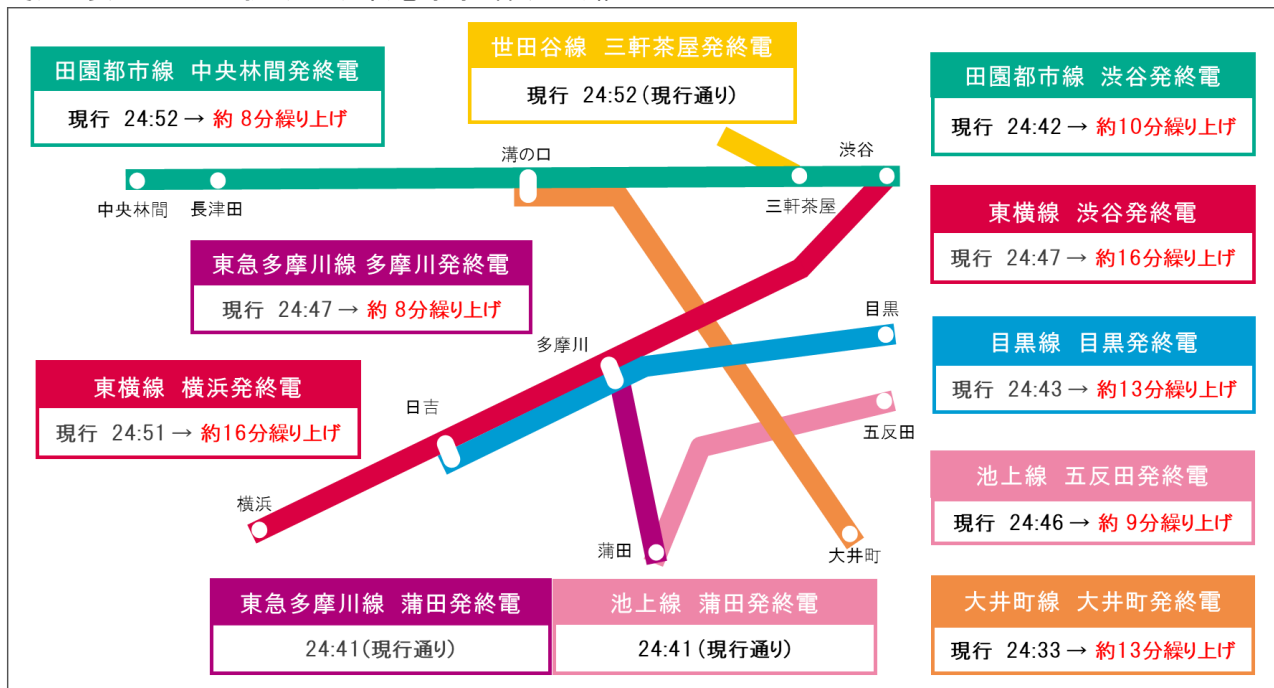 世田谷線 三軒茶屋発終電
現行 24:52(現行通り)
田園都市線 中央林間発終電
現行 24:52 → 約 8分繰り上げ
田園都市線 渋谷発終電
現行 24:42 → 約10分繰り上げ
溝の口
渋谷
中央林間
長津田
三軒茶屋
東横線 渋谷発終電
現行 24:47 → 約16分繰り上げ
東急多摩川線 多摩川発終電
現行 24:47 → 約 8分繰り上げ
目黒
多摩川
目黒線 目黒発終電
現行 24:43 → 約13分繰り上げ
東横線 横浜発終電
現行 24:51 → 約16分繰り上げ
日吉
五反田
池上線 五反田発終電
現行 24:46 → 約 9分繰り上げ
横浜
蒲田
大井町
東急多摩川線 蒲田発終電
24:41(現行通り)
池上線 蒲田発終電
24:41(現行通り)
大井町線 大井町発終電
現行 24:33 → 約13分繰り上げ